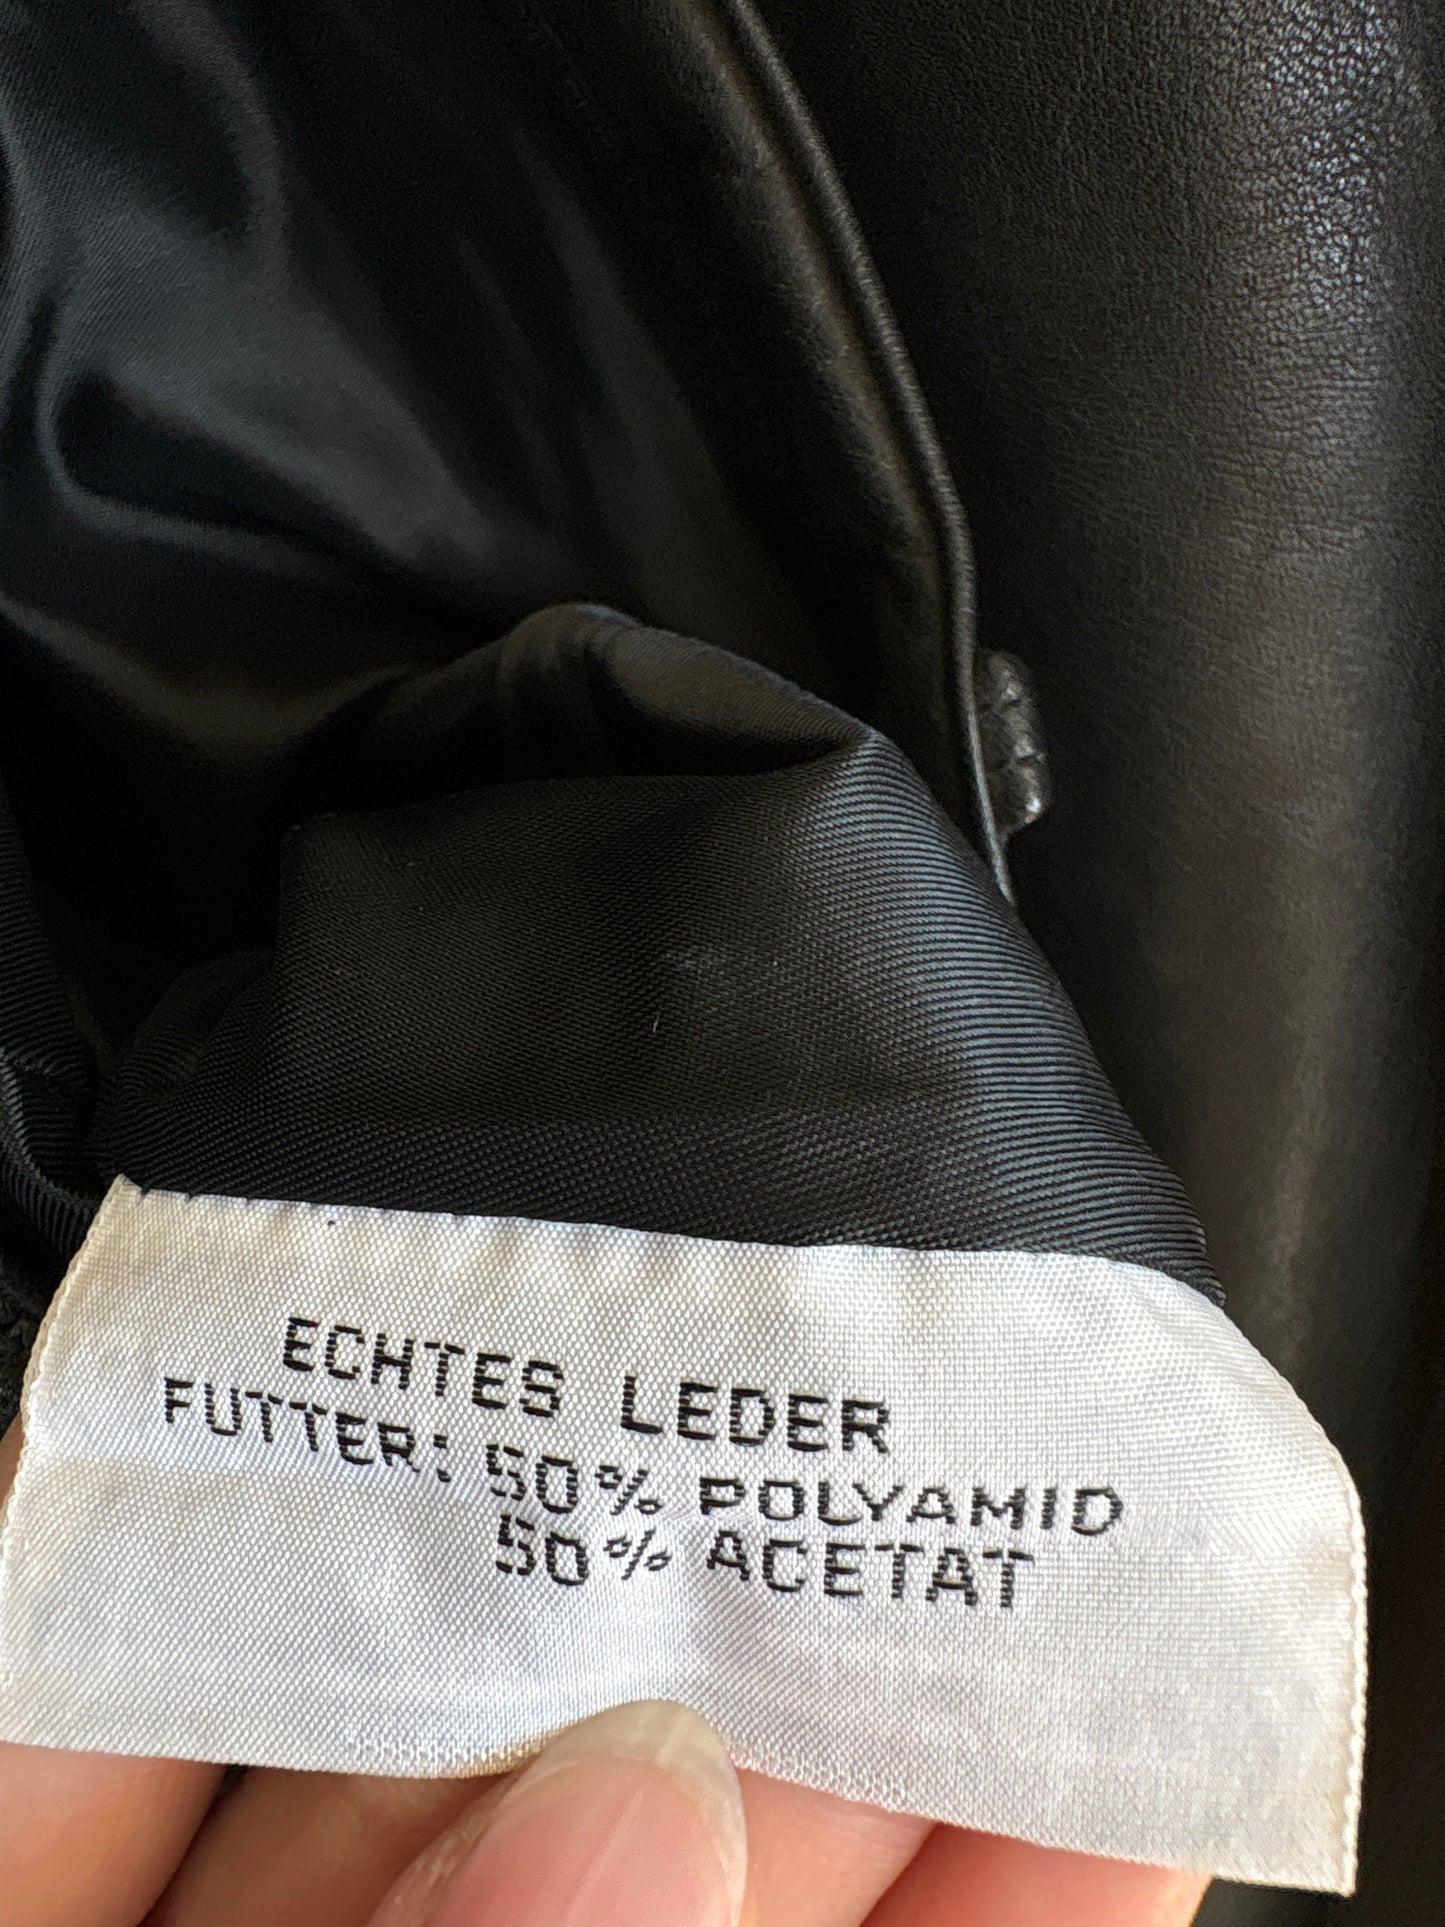 ECHTES LEDER
FUTTER: 50% POLYAMID
50% ACETAT